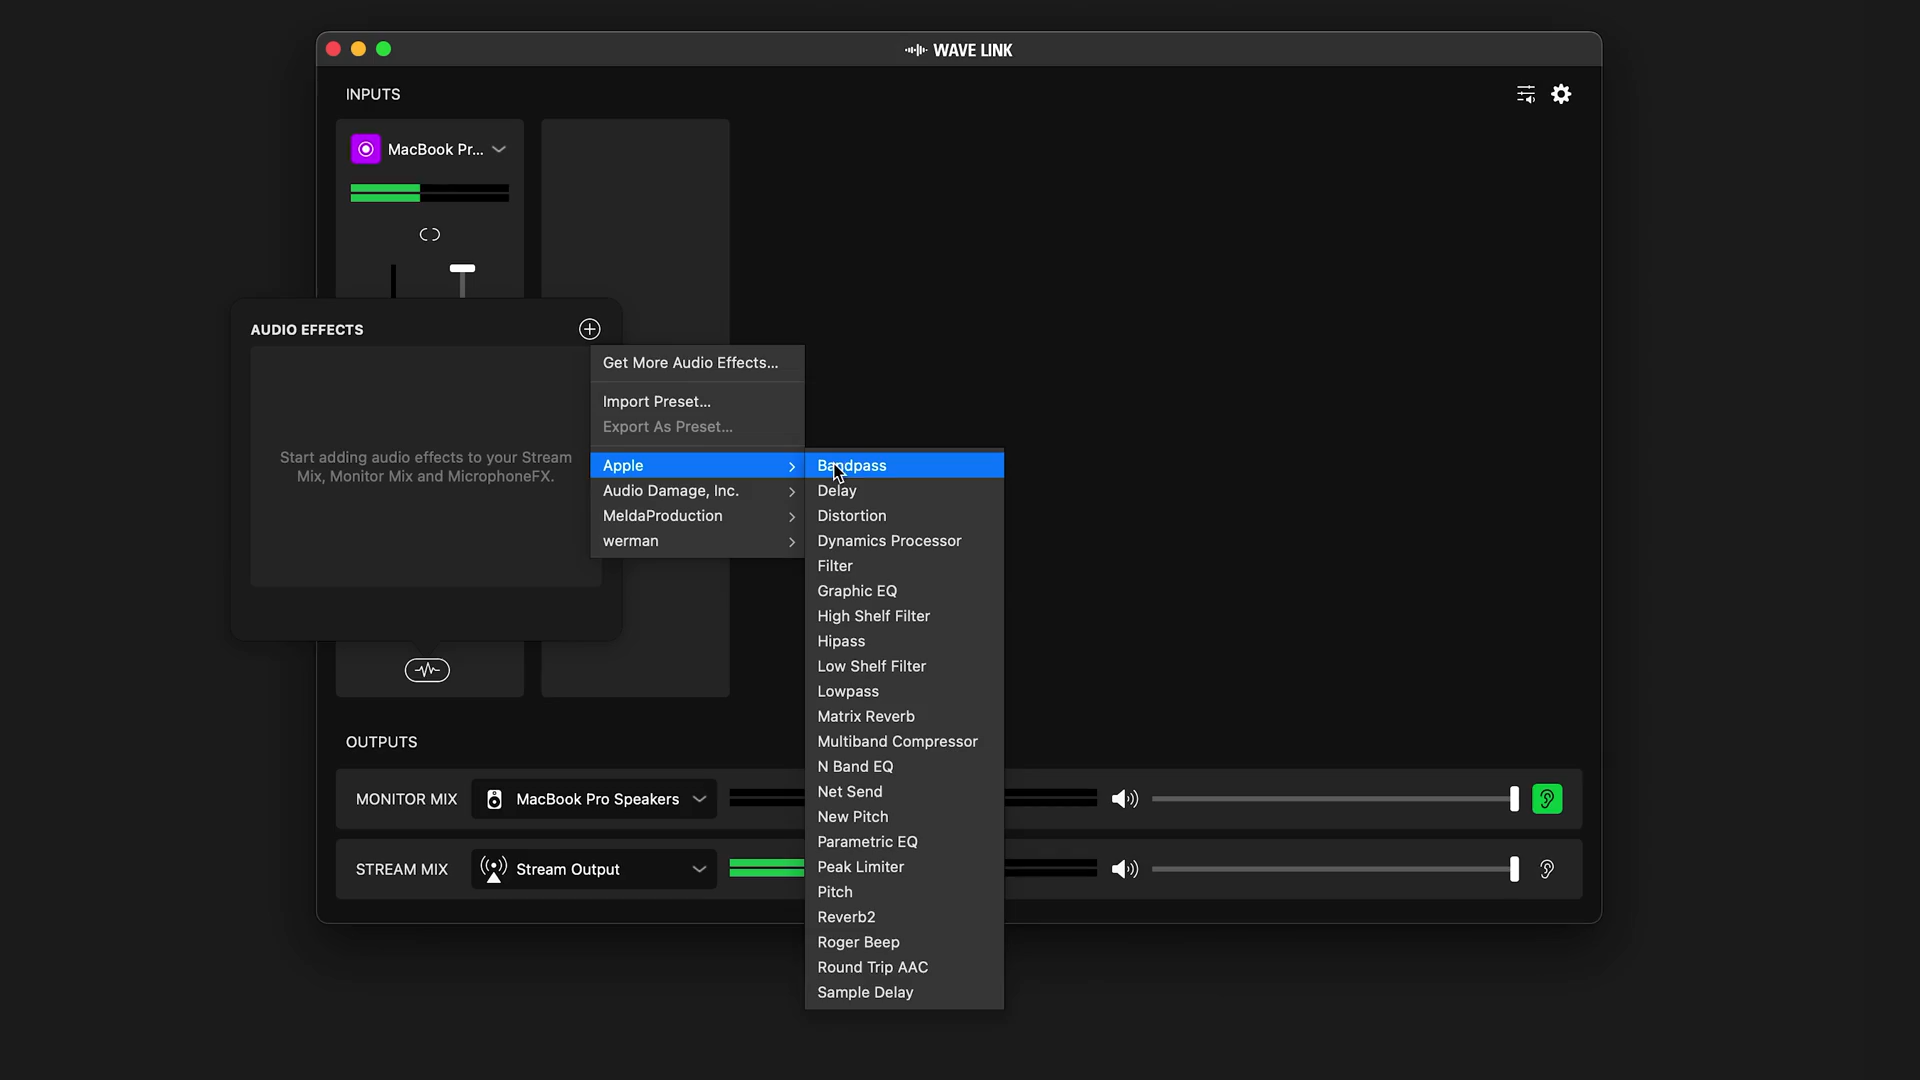 WAVE LINK
INPUTS
MacBook Pr...
AUDIO EFFECTS
Start adding audio effects to your Stream
Mix, Monitor Mix and MicrophoneFX.
Get More Audio Effects...
Import Preset...
Export As Preset...
Apple
Audio Damage, Inc.
MeldaProduction
werman
Bandpass
Delay
Distortion
Dynamics Processor
Filter
Graphic EQ
High Shelf Filter
Hipass
Low Shelf Filter
Lowpass
Matrix Reverb
Multiband Compressor
N Band EQ
Net Send
New Pitch
Parametric EQ
Peak Limiter
Pitch
Reverb2
Roger Beep
Round Trip AAC
Sample Delay
OUTPUTS
MONITOR MIX
MacBook Pro Speakers
STREAM MIX
Stream Output